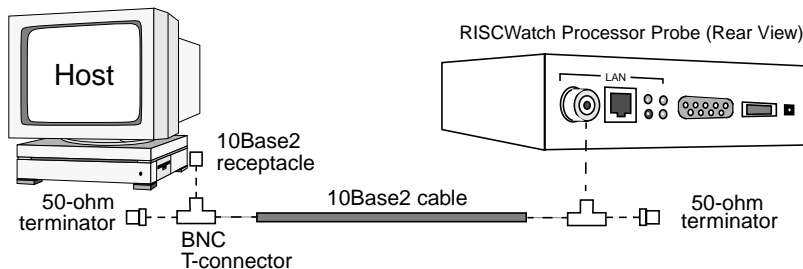 RISCWatch Processor Probe (Rear View)
Host
LAN
10Base2
receptacle
50-ohm
terminator
10Base2 cable
50-ohm
terminator
BNC
T-connector